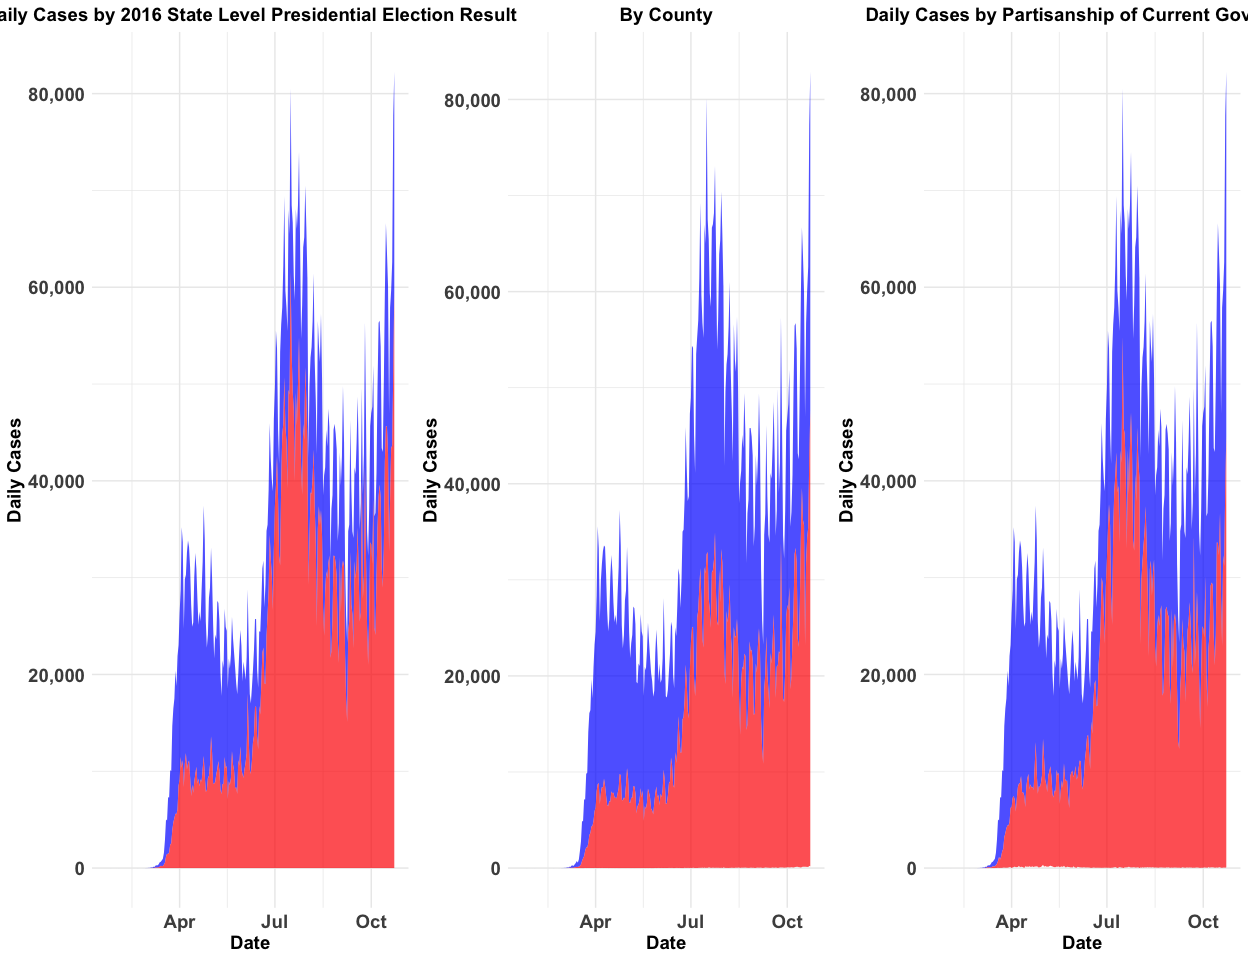 aily Cases by 2016 State Level Presidential Election Result
By County
Daily Cases by Partisanship of Current Gov
80,000
60,000
40,000
20,000
0
Daily Cases
Apr
Jul
Oct
Date
80,000
60,000
40,000
20,000
0
Daily Cases
Apr
Jul
Oct
Date
80,000
60,000
40,000
20,000
0
Daily Cases
Apr
Jul
Oct
Date